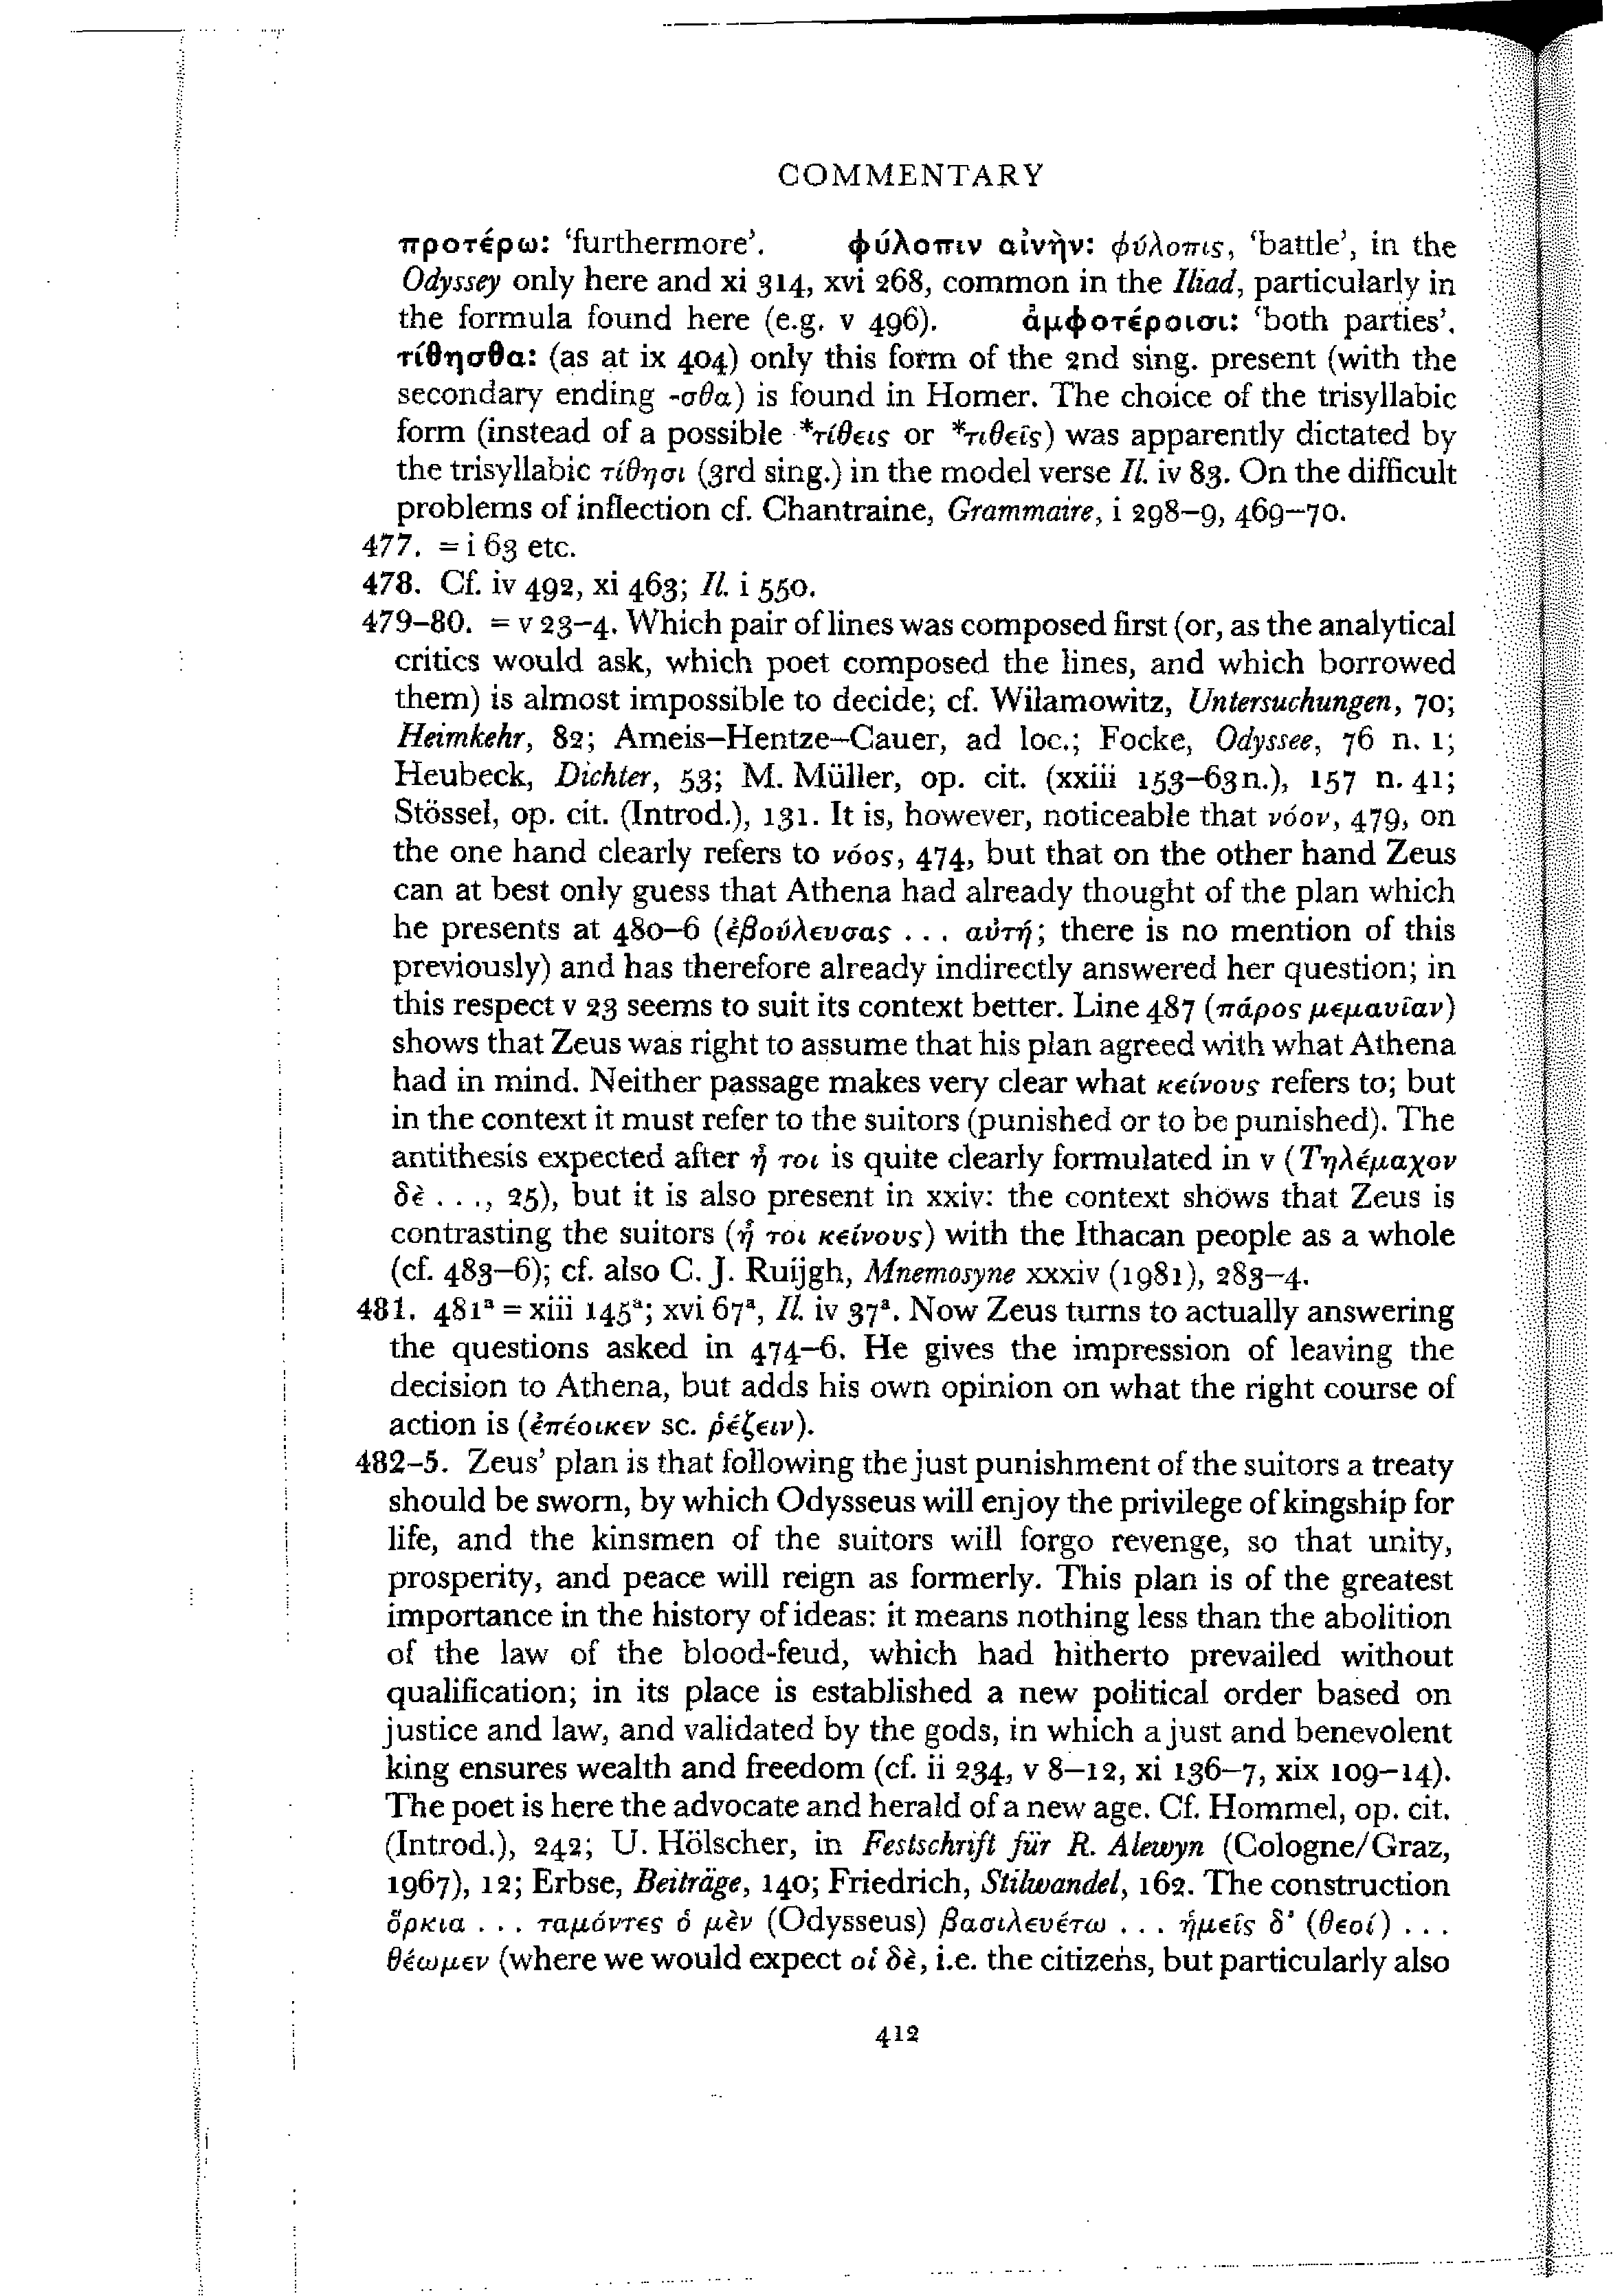 COMMENTARY
προτέρω: ‘furthermore’. φύλοπιν αἰνὴν: φύλοπις, ‘battle’, in the
Odyssey only here and xi 314, xvi 268, common in the Iliad, particularly in
the formula found here (e.g. v 496). ἀμφοτέροισι: ‘both parties’.
τίθησθα: (as at ix 404) only this form of the 2nd sing. present (with the
secondary ending -σθα) is found in Homer. The choice of the trisyllabic
form (instead of a possible *τίθεις or *τιθεῖς) was apparently dictated by
the trisyllabic τίθησι (3rd sing.) in the model verse Il. iv 83. On the difficult
problems of inflection cf. Chantraine, Grammaire, i 298–9, 469–70.
477. = i 63 etc.
478. Cf. iv 492, xi 463; Il. i 550.
479–80. = v 23–4. Which pair of lines was composed first (or, as the analytical
critics would ask, which poet composed the lines, and which borrowed
them) is almost impossible to decide; cf. Wilamowitz, Untersuchungen, 70;
Heimkehr, 82; Ameis–Hentze–Cauer, ad loc.; Focke, Odyssee, 76 n. 1;
Heubeck, Dichter, 53; M. Müller, op. cit. (xxiii 153–63n.), 157 n. 41;
Stössel, op. cit. (Introd.), 131. It is, however, noticeable that νόον, 479, on
the one hand clearly refers to νόος, 474, but that on the other hand Zeus
can at best only guess that Athena had already thought of the plan which
he presents at 480–6 (ἐβούλευσας . . . αὐτή; there is no mention of this
previously) and has therefore already indirectly answered her question; in
this respect v 23 seems to suit its context better. Line 487 (πάρος μεμαυῖαν)
shows that Zeus was right to assume that his plan agreed with what Athena
had in mind. Neither passage makes very clear what κείνους refers to; but
in the context it must refer to the suitors (punished or to be punished). The
antithesis expected after ἦ τοι is quite clearly formulated in v (Τηλέμαχον
δὲ . . ., 25), but it is also present in xxiv: the context shows that Zeus is
contrasting the suitors (ἦ τοι κείνους) with the Ithacan people as a whole
(cf. 483–6); cf. also C. J. Ruijgh, Mnemosyne xxxiv (1981), 283–4.
481. 481ᵃ = xiii 145ᵃ; xvi 67ᵃ, Il. iv 37ᵃ. Now Zeus turns to actually answering
the questions asked in 474–6. He gives the impression of leaving the
decision to Athena, but adds his own opinion on what the right course of
action is (ἐπέοικεν sc. ῥέζειν).
482–5. Zeus’ plan is that following the just punishment of the suitors a treaty
should be sworn, by which Odysseus will enjoy the privilege of kingship for
life, and the kinsmen of the suitors will forgo revenge, so that unity,
prosperity, and peace will reign as formerly. This plan is of the greatest
importance in the history of ideas: it means nothing less than the abolition
of the law of the blood-feud, which had hitherto prevailed without
qualification; in its place is established a new political order based on
justice and law, and validated by the gods, in which a just and benevolent
king ensures wealth and freedom (cf. ii 234, v 8–12, xi 136–7, xix 109–14).
The poet is here the advocate and herald of a new age. Cf. Hommel, op. cit.
(Introd.), 242; U. Hölscher, in Festschrift für R. Alewyn (Cologne/Graz,
1967), 12; Erbse, Beiträge, 140; Friedrich, Stilwandel, 162. The construction
ὅρκια . . . ταμόντες ὁ μὲν (Odysseus) βασιλευέτω . . . ἡμεῖς δ’ (θεοί) . . .
θέωμεν (where we would expect οἱ δὲ, i.e. the citizens, but particularly also
412